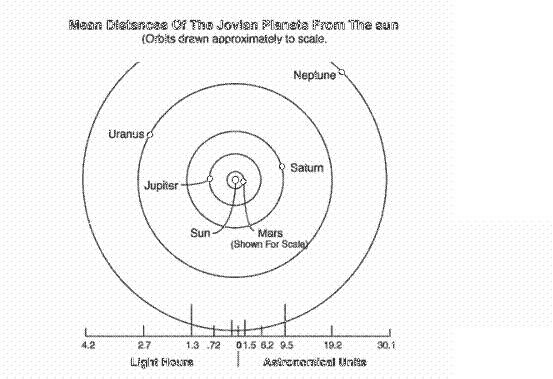 Mean Distances Of The Jovian Planets From The sun
(Orbits drawn approximately to scale.
Neptune
Uranus
Saturn
Jupiter
Sun
Mars
(Shown For Scale)
4.2 2.7 1.3 .72 0 1.5 6.2 9.5 19.2 30.1
Light Hours Astronomical Units